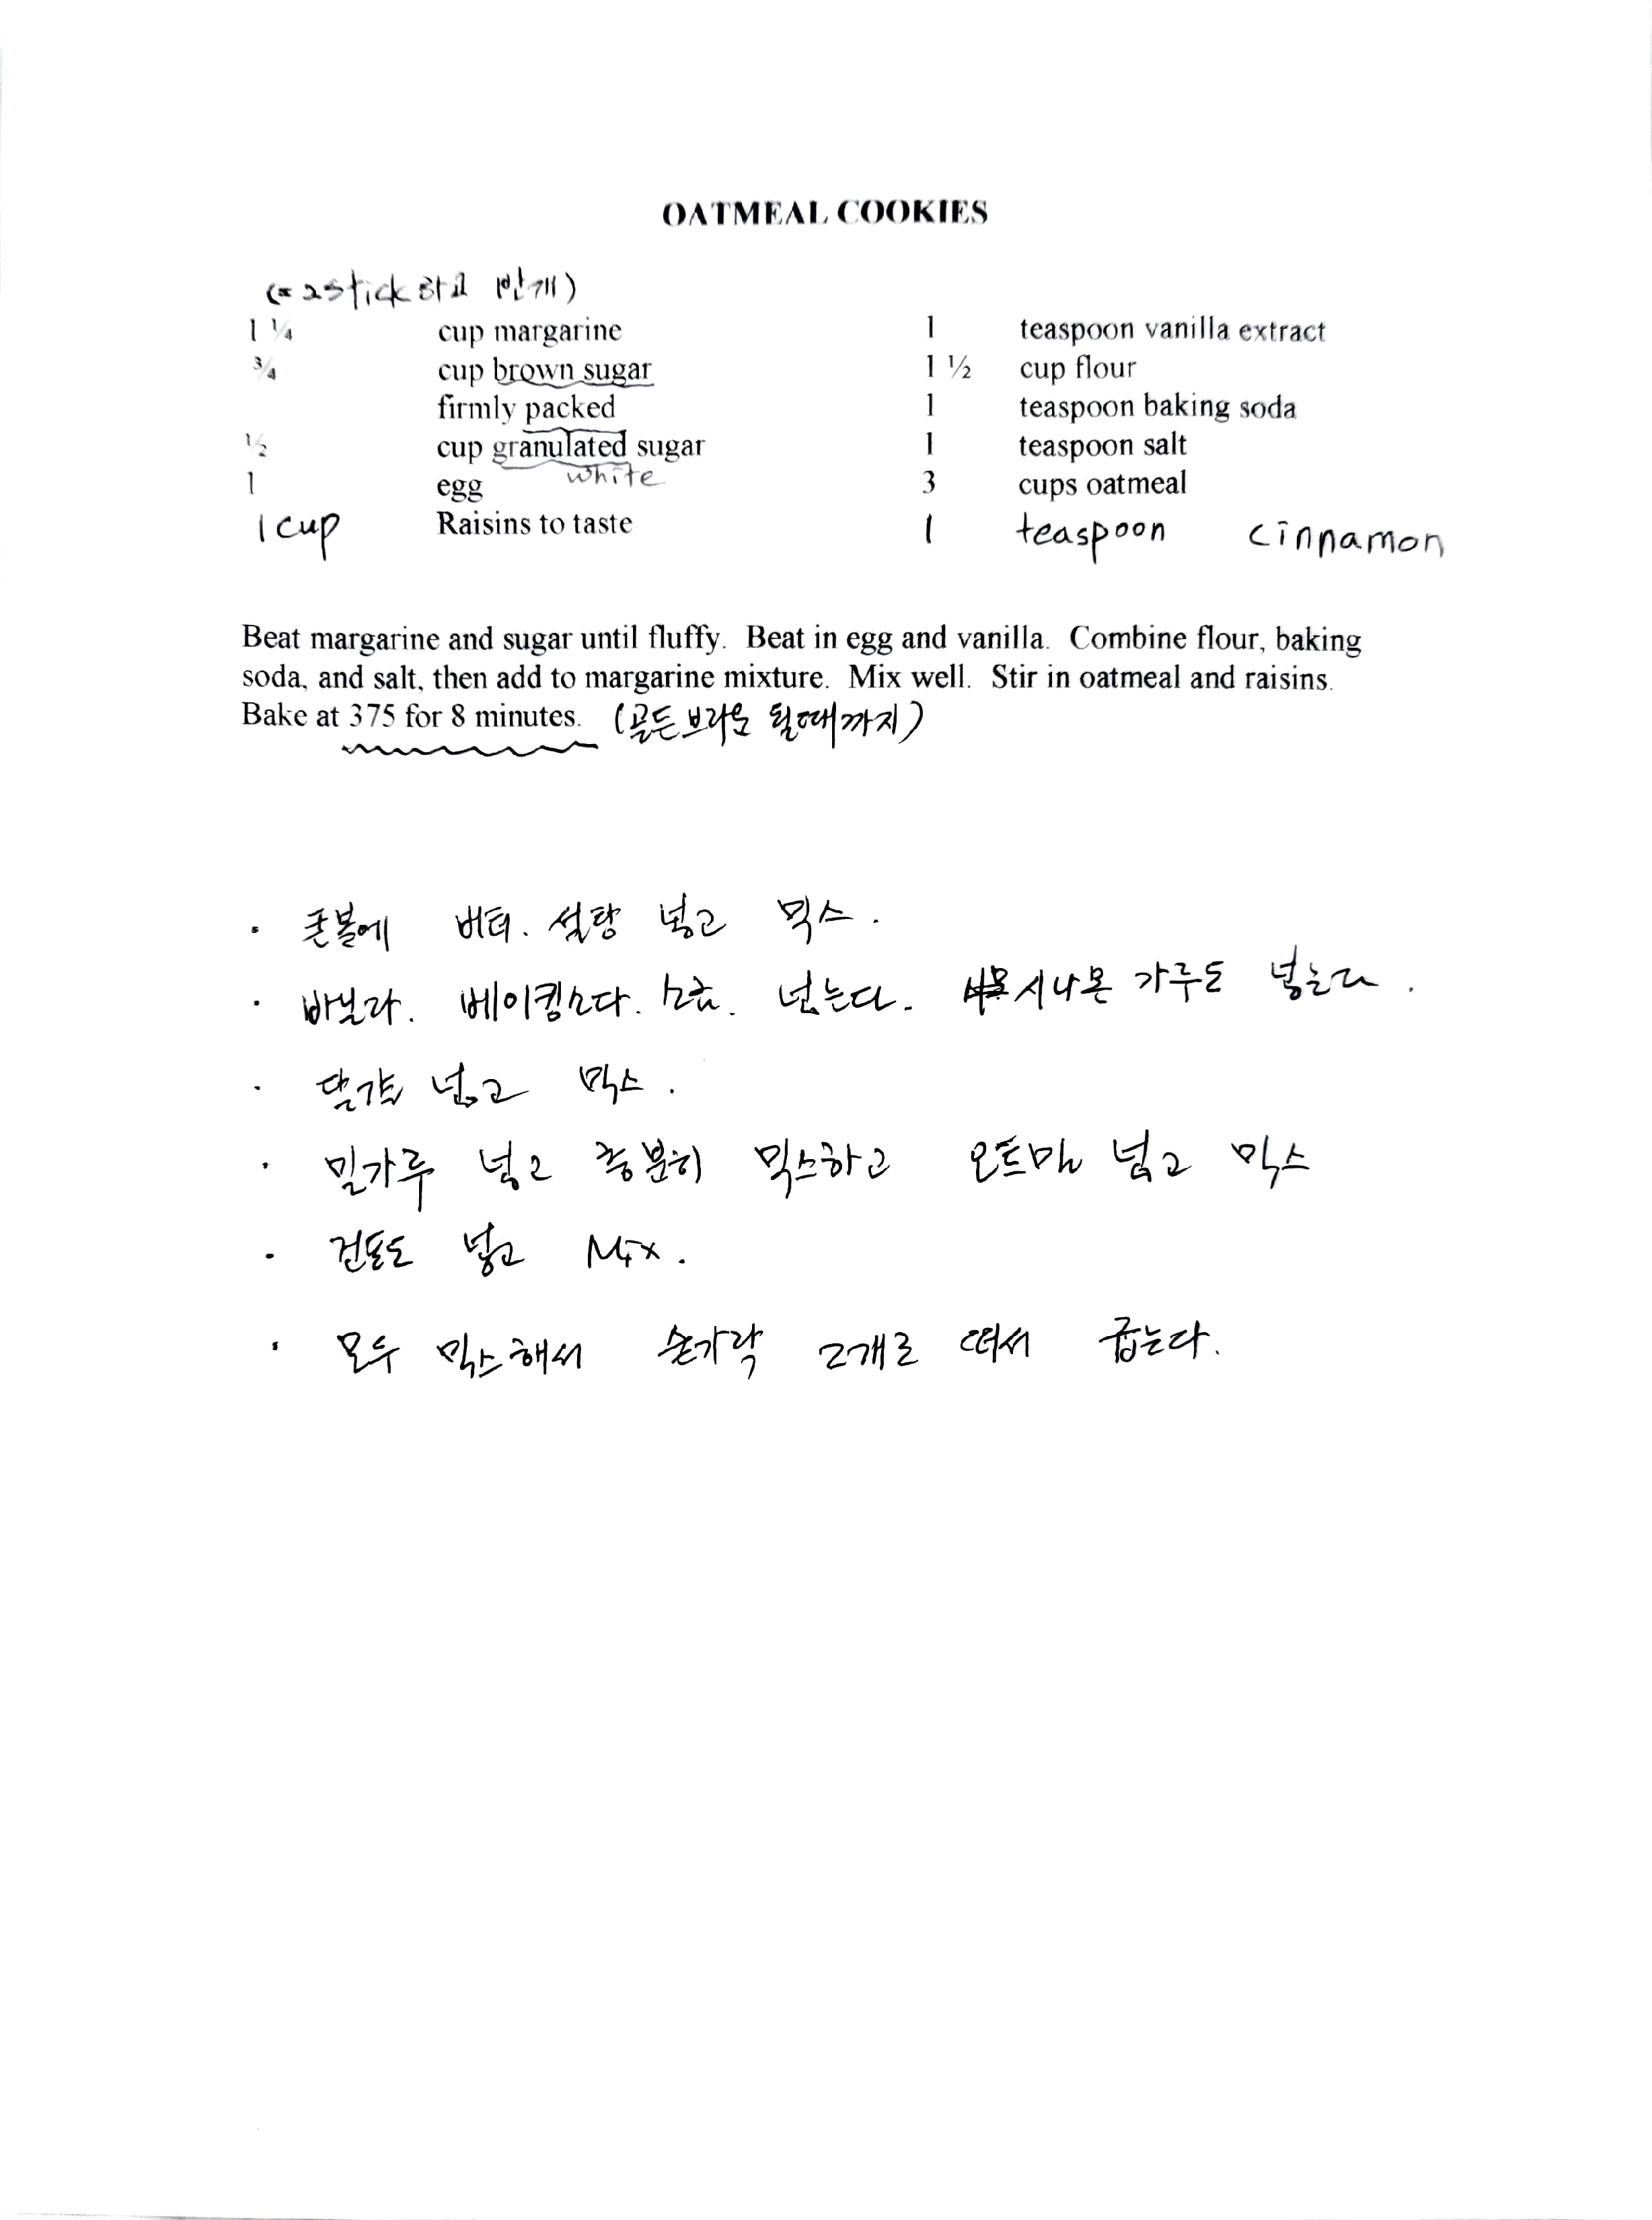 OATMEAL COOKIES
(= 2stick하고 반개)
1 ¼ cup margarine 1 teaspoon vanilla extract
¾ cup brown sugar 1 ½ cup flour
firmly packed 1 teaspoon baking soda
½ cup granulated sugar 1 teaspoon salt
white
1 egg 3 cups oatmeal
1 cup Raisins to taste 1 teaspoon cinnamon
Beat margarine and sugar until fluffy. Beat in egg and vanilla. Combine flour, baking
soda, and salt, then add to margarine mixture. Mix well. Stir in oatmeal and raisins.
Bake at 375 for 8 minutes. (골든브라운 될때까지)
· 큰볼에 버터. 설탕 넣고 믹스.
· 바닐라. 베이킹소다. 소금. 넣는다. 시나몬 가루도 넣는다.
· 달걀 넣고 믹스.
· 밀가루 넣고 충분히 믹스하고 오트밀 넣고 믹스
· 건포도 넣고 Mix.
· 모두 믹스해서 숟가락 2개로 떠서 굽는다.